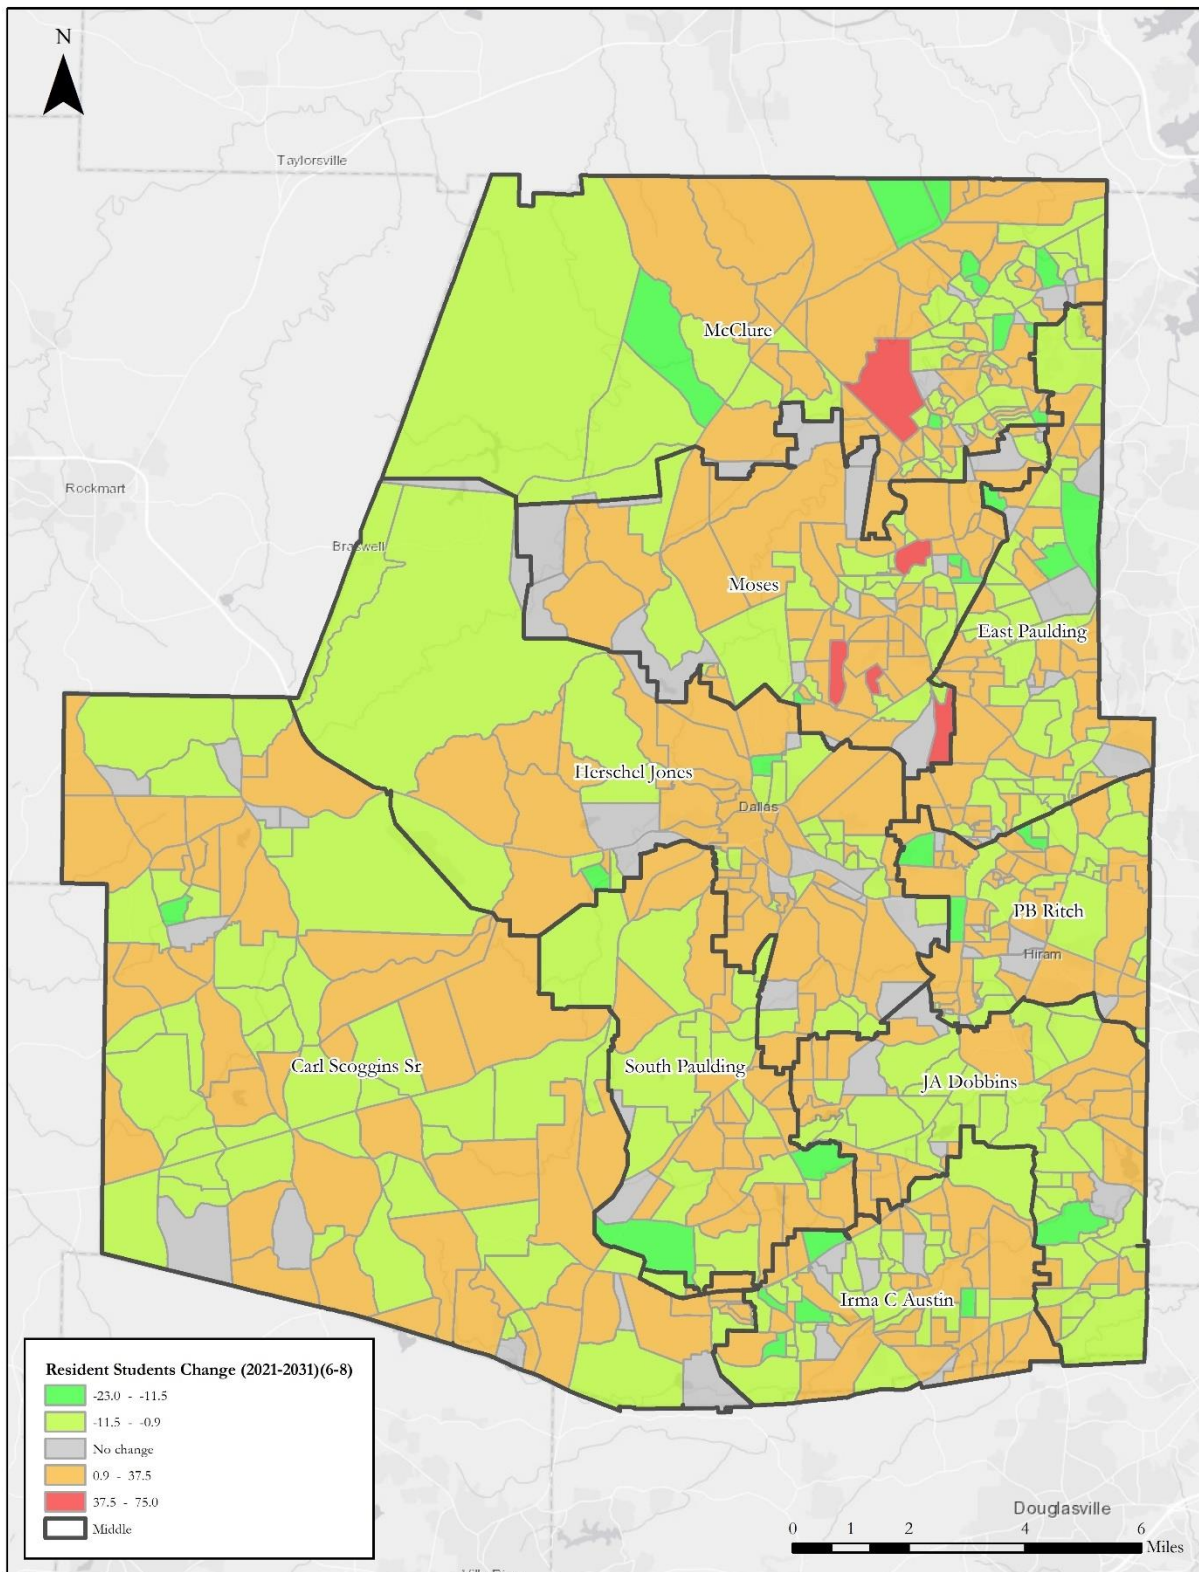 N
Taylorsville
McClure
Rockmart
Braswell
Moses
East Paulding
Herschel Jones
Dallas
PB Ritch
Hiram
Carl Scoggins Sr
South Paulding
JA Dobbins
Irma C Austin
Resident Students Change (2021-2031)(6-8)
-23.0 - -11.5
-11.5 - -0.9
No change
0.9 - 37.5
37.5 - 75.0
Middle
Douglasville
0 1 2 4 6
Miles